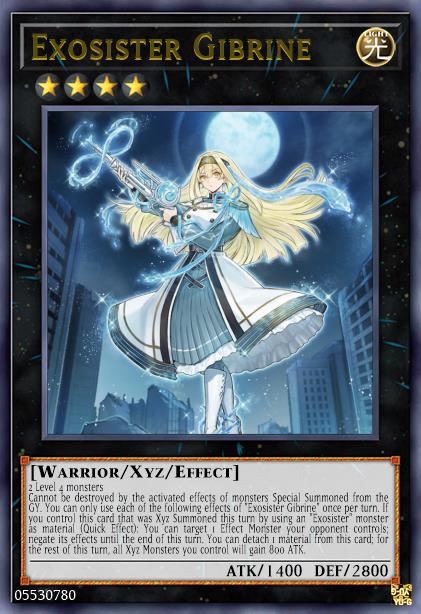 Exosister Gibrine
LIGHT
光
[Warrior/Xyz/Effect]
2 Level 4 monsters
Cannot be destroyed by the activated effects of monsters Special Summoned from the
GY. You can only use each of the following effects of "Exosister Gibrine" once per turn. If
you control this card that was Xyz Summoned this turn by using an "Exosister" monster
as material (Quick Effect): You can target 1 Effect Monster your opponent controls;
negate its effects until the end of this turn. You can detach 1 material from this card; for
the rest of this turn, all Xyz Monsters you control will gain 800 ATK.
ATK/1400 DEF/2800
05530780